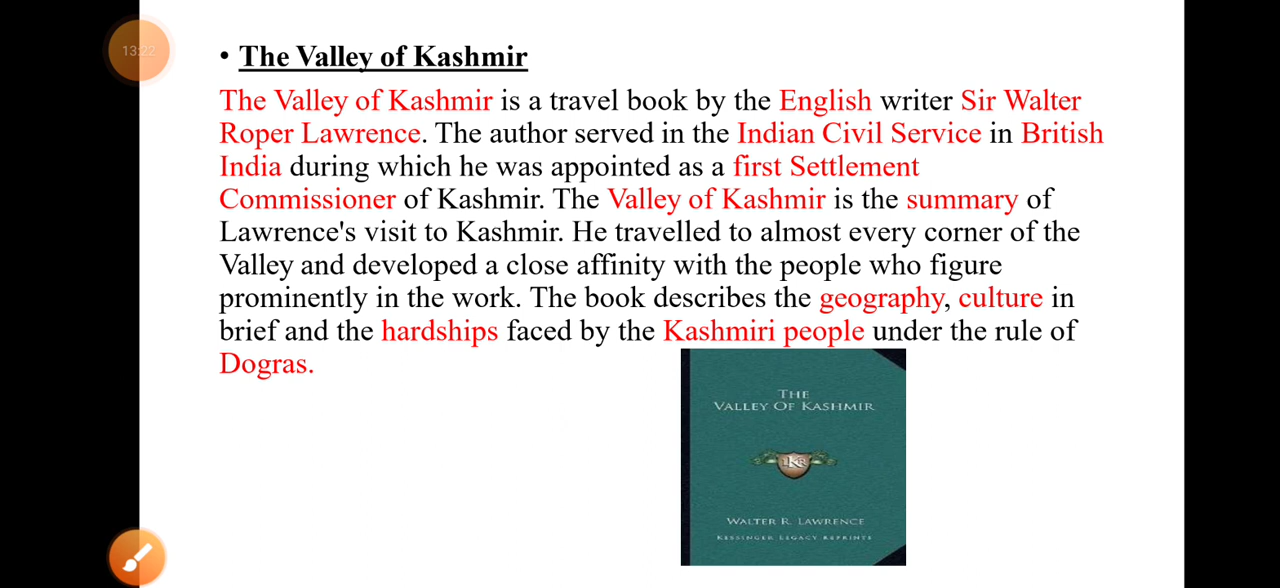 13:22
• The Valley of Kashmir
The Valley of Kashmir is a travel book by the English writer Sir Walter
Roper Lawrence. The author served in the Indian Civil Service in British
India during which he was appointed as a first Settlement
Commissioner of Kashmir. The Valley of Kashmir is the summary of
Lawrence's visit to Kashmir. He travelled to almost every corner of the
Valley and developed a close affinity with the people who figure
prominently in the work. The book describes the geography, culture in
brief and the hardships faced by the Kashmiri people under the rule of
Dogras.
THE
VALLEY OF KASHMIR
LKR
WALTER R. LAWRENCE
KESSINGER LEGACY REPRINTS